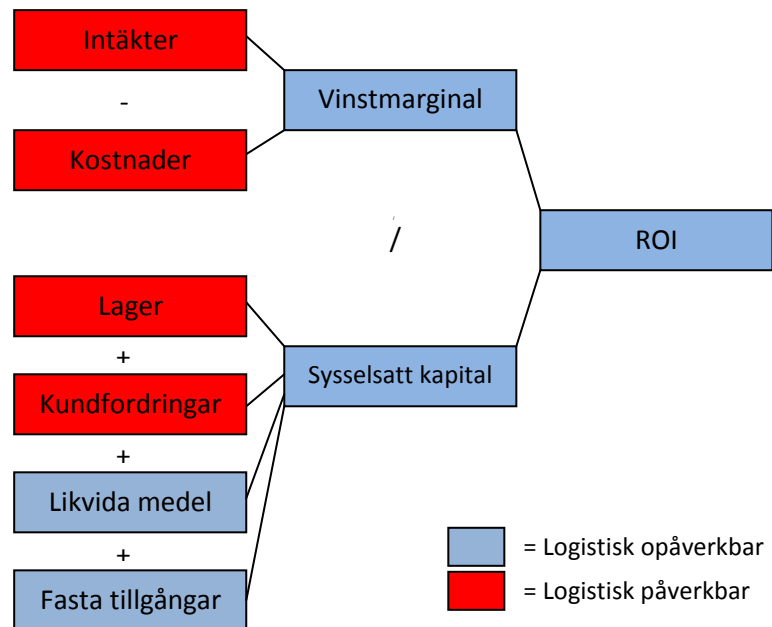 Intäkter
-
Kostnader
Vinstmarginal
/
ROI
Lager
+
Kundfordringar
+
Likvida medel
+
Fasta tillgångar
Sysselsatt kapital
= Logistisk opåverkbar
= Logistisk påverkbar